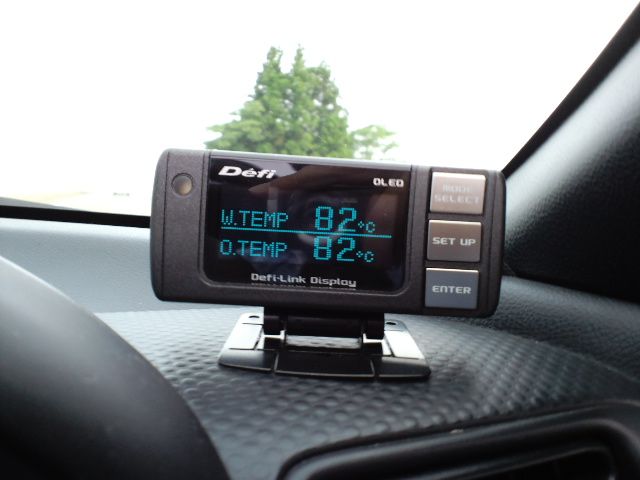 Defi
OLED
W.TEMP 82°C
O.TEMP 82°C
Defi-Link Display
MODE
SELECT
SET UP
ENTER